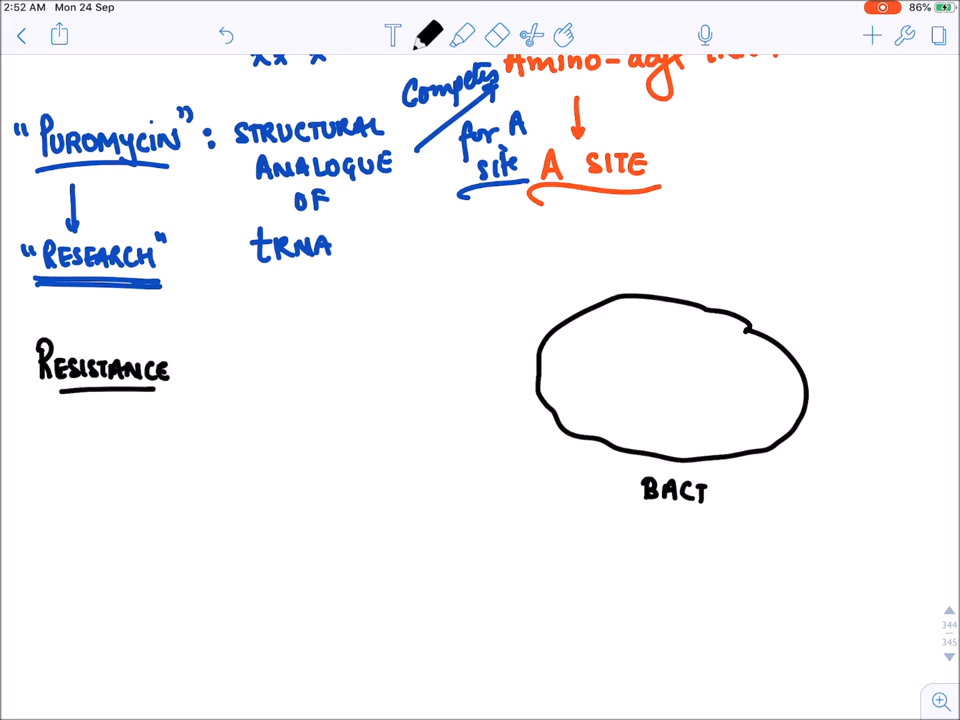 2:52 AM Mon 24 Sep
86%
T
Competes
"PUROMYCIN" : STRUCTURAL
ANALOGUE
OF
tRNA
for A
site
A SITE
"RESEARCH"
RESISTANCE
BACT
344
345